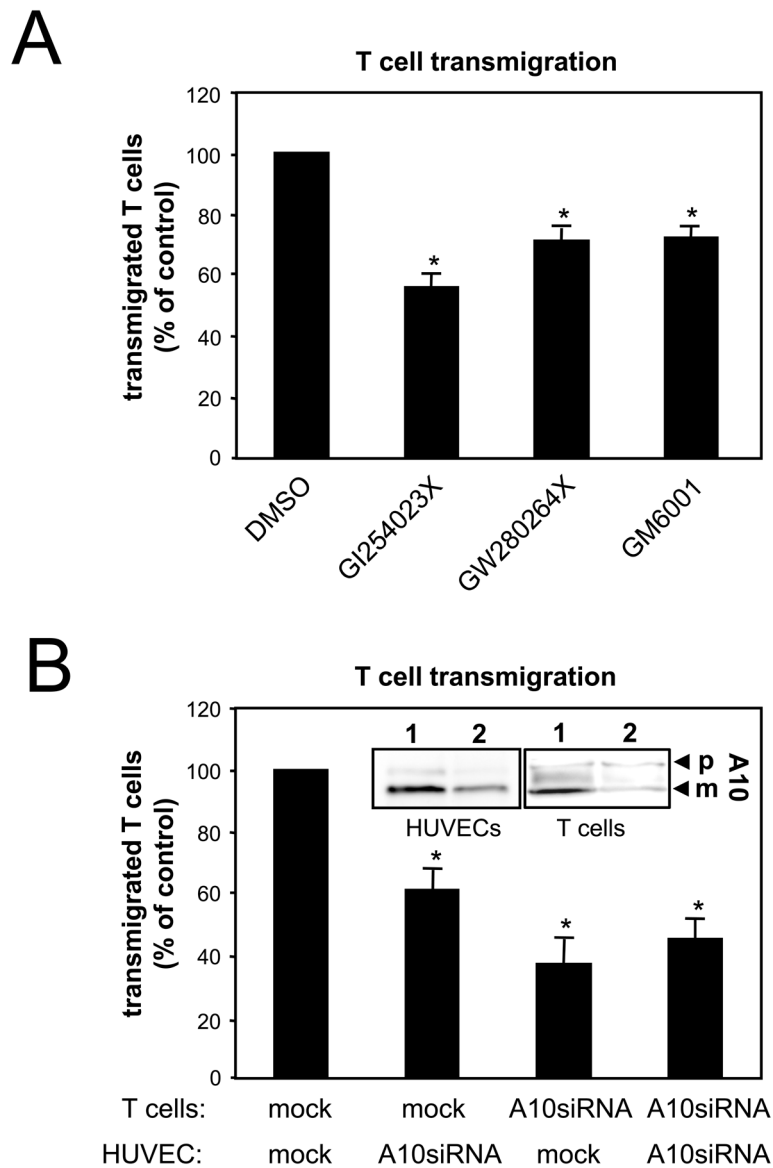 A
T cell transmigration
transmigrated T cells
(% of control)
120
100
80
60
40
20
0
*
*
*
DMSO
GI254023X
GW280264X
GM6001
B
T cell transmigration
transmigrated T cells
(% of control)
120
100
80
60
40
20
0
1 2
1 2
p
m
A10
HUVECs
T cells
*
*
*
T cells: mock mock A10siRNA A10siRNA
HUVEC: mock A10siRNA mock A10siRNA